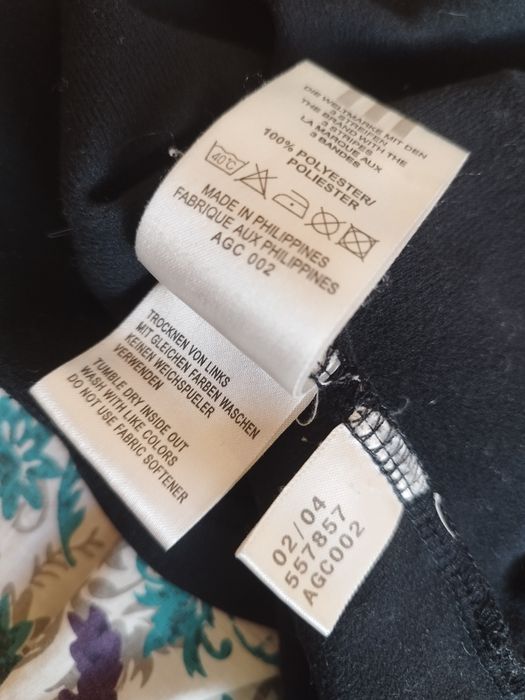 DIE WELTMARKE MIT DEN
3 STREIFEN
THE BRAND WITH THE
3 STRIPES
LA MARQUE AUX
3 BANDES
100% POLYESTER/
POLIESTER
40°C
MADE IN PHILIPPINES
FABRIQUE AUX PHILIPPINES
AGC 002
TROCKNEN VON LINKS
MIT GLEICHEN FARBEN WASCHEN
KEINEN WEICHSPUELER
VERWENDEN
TUMBLE DRY INSIDE OUT
WASH WITH LIKE COLORS
DO NOT USE FABRIC SOFTENER
02/04
557857
AGC002